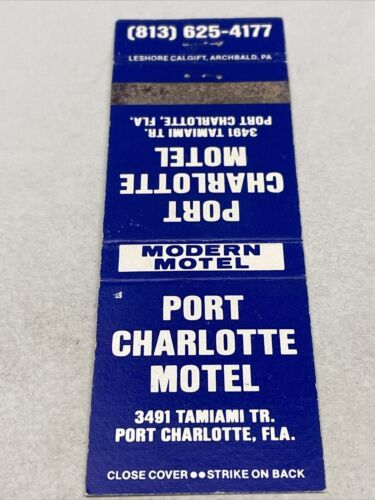 (813) 625-4177
LESHORE CALGIFT, ARCHBALD, PA
PORT
CHARLOTTE
MOTEL
3491 TAMIAMI TR.
PORT CHARLOTTE, FLA.
MODERN
MOTEL
PORT
CHARLOTTE
MOTEL
3491 TAMIAMI TR.
PORT CHARLOTTE, FLA.
CLOSE COVER ●● STRIKE ON BACK